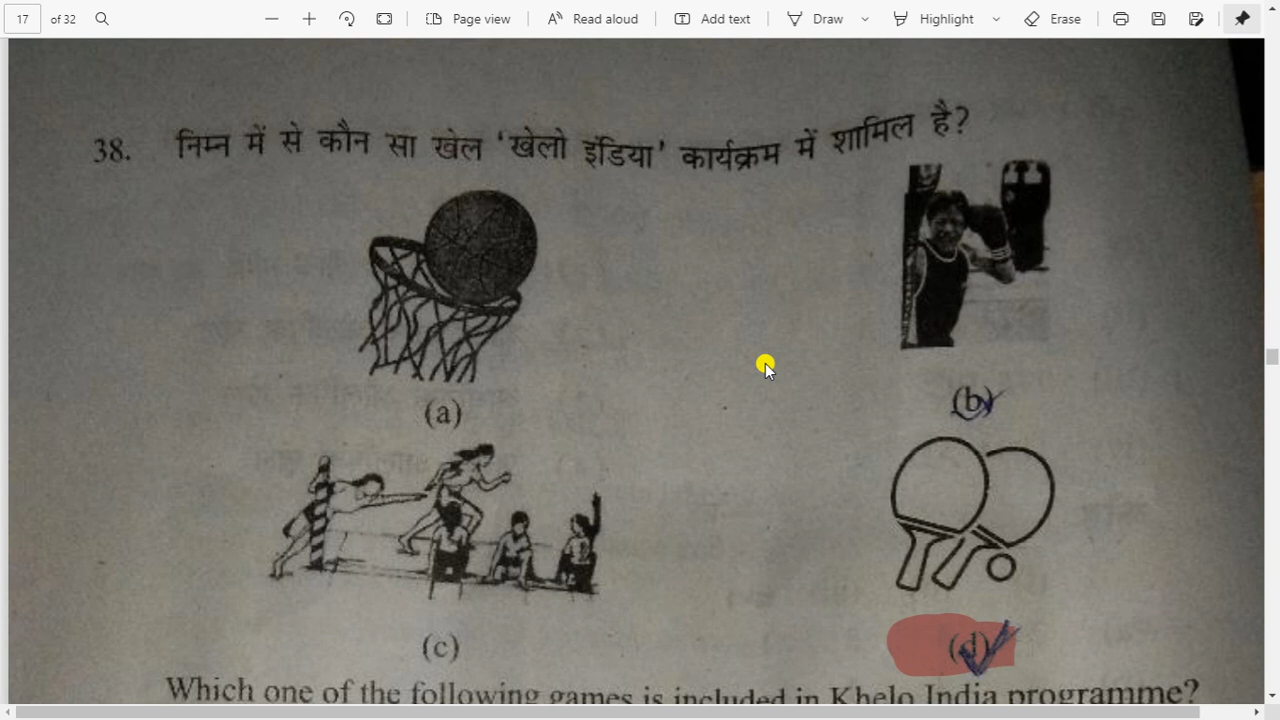 17 of 32 Page view Read aloud Add text Draw Highlight Erase
38. निम्न में से कौन सा खेल 'खेलो इंडिया' कार्यक्रम में शामिल है?
(a)
(b)
(c)
(d)
Which one of the following games is included in Khelo India programme?